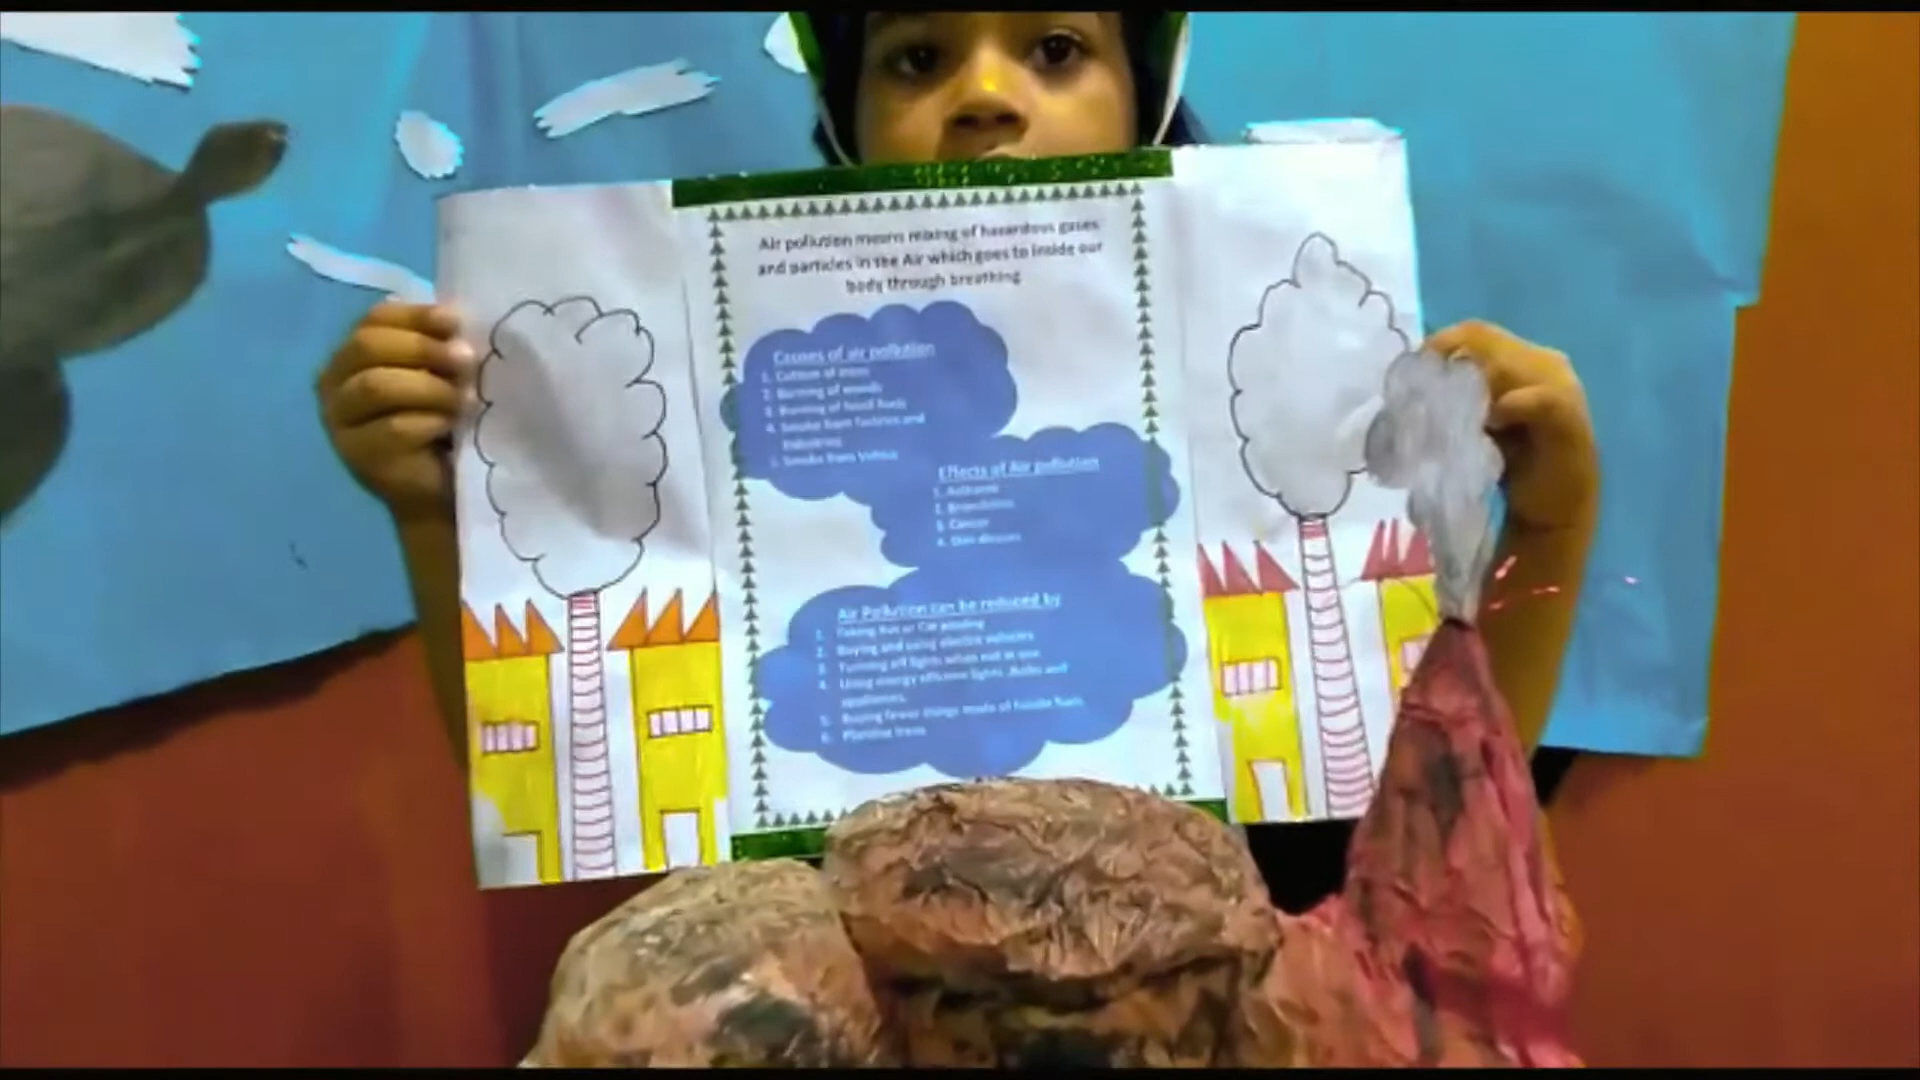 Air pollution means mixing of hazardous gases
and particles in the Air which goes to inside our
body through breathing
Causes of air pollution
1. Cuttism of trees
2. Burning of woods
3. Burning of fossil fuels
4. Smoke from factries and
Industries
5. Smoke from
Effects of Air pollution
1.
2.
3. Cancer
4. Skin
Air Pollution can be reduced by
1. Taking Bus or Car pooling
2. Buying and using electric vehicles
3. Turning off lights when not in use
4. Using energy efficient lights ,Bulbs and
appliances.
5. Buying fewer things made of fossile fuels
6. Planting trees